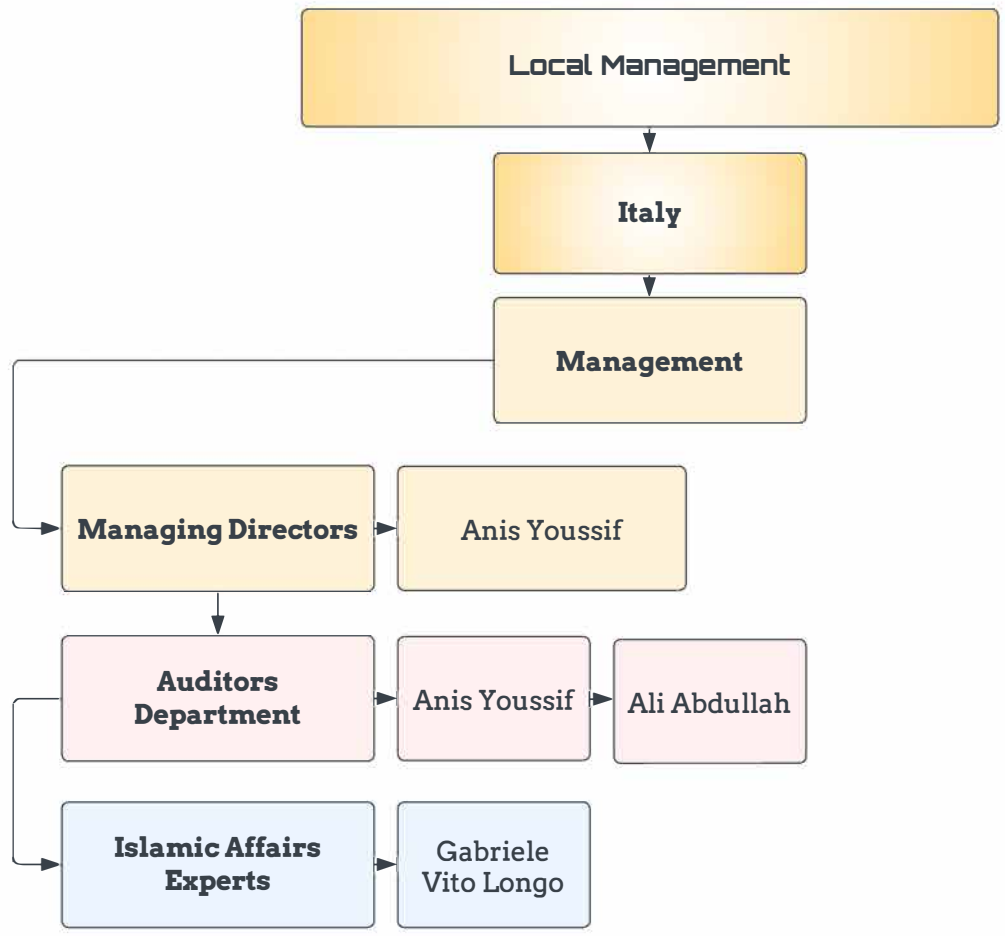 Local Management
Italy
Management
Managing Directors
Anis Youssif
Auditors
Department
Anis Youssif
Ali Abdullah
Islamic Affairs
Experts
Gabriele
Vito Longo